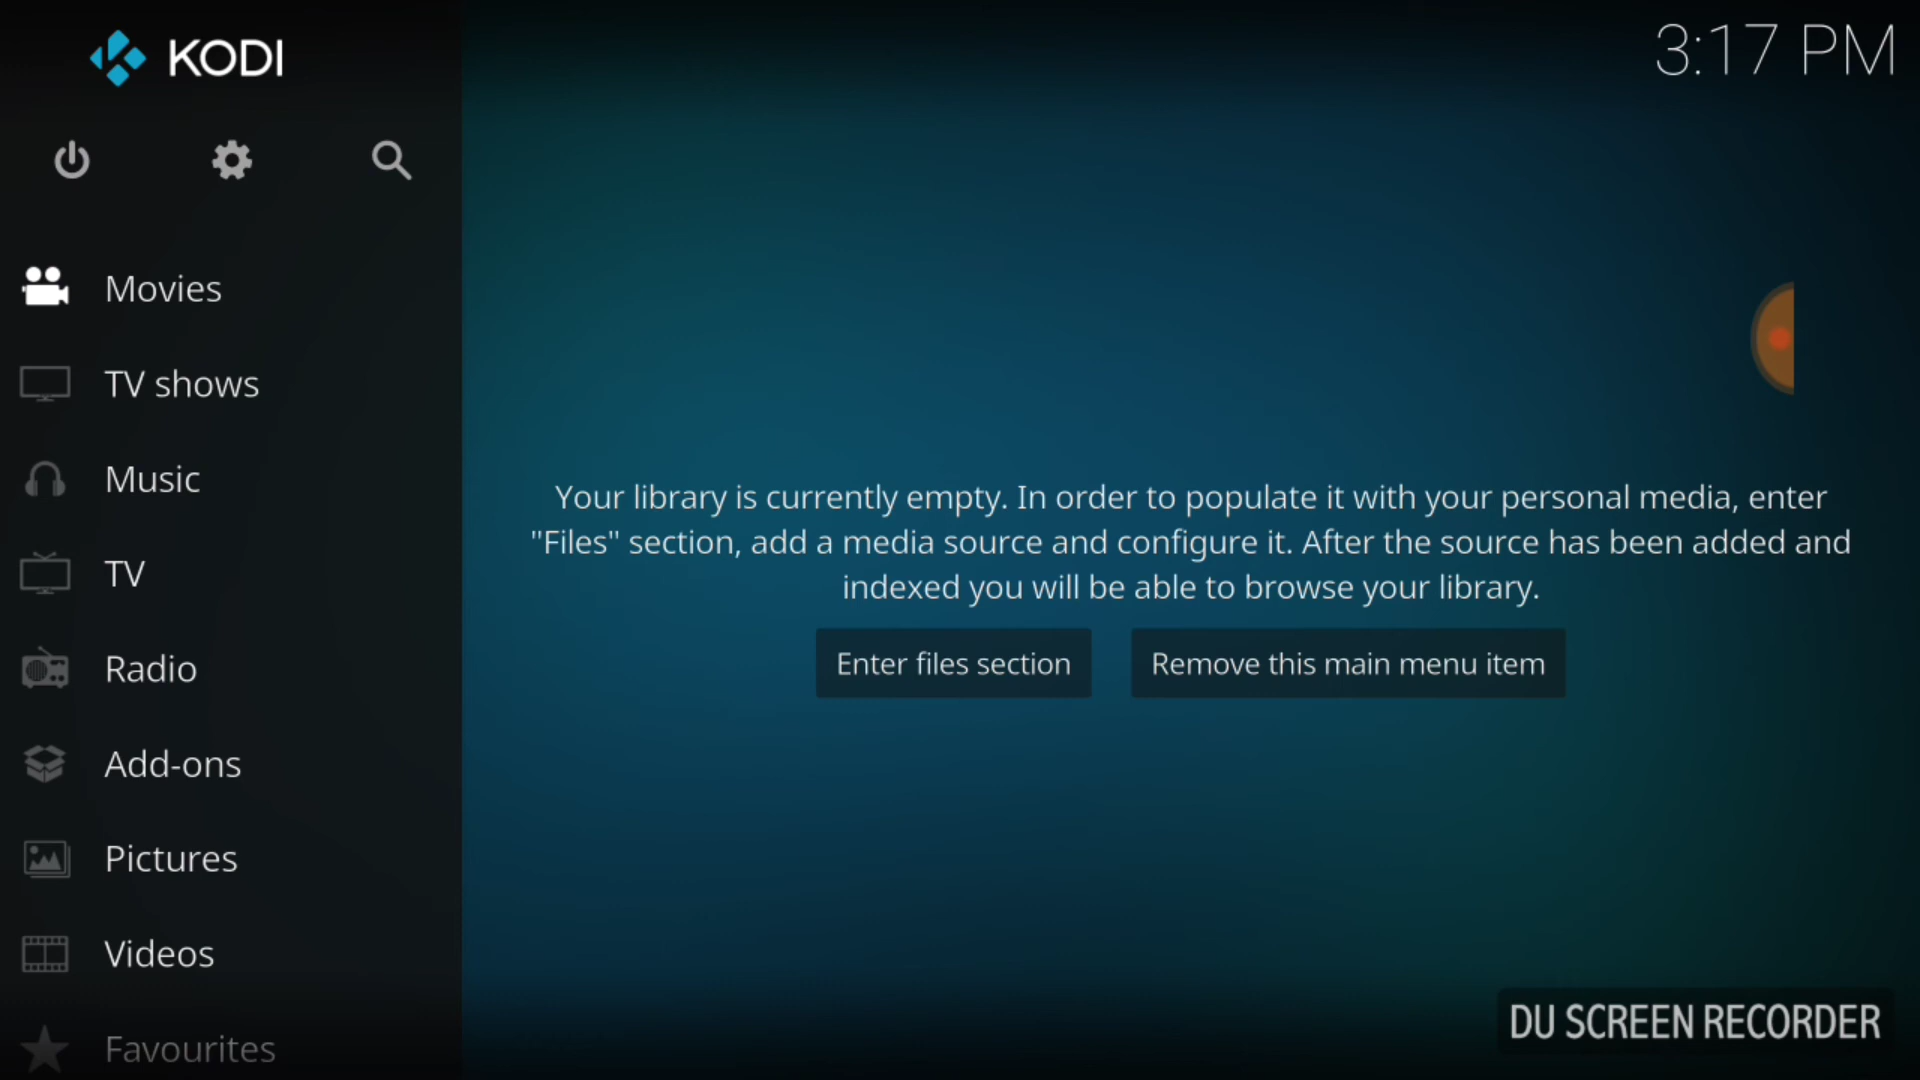 KODI
3:17 PM
Movies
TV shows
Music
TV
Radio
Add-ons
Pictures
Videos
Favourites
Your library is currently empty. In order to populate it with your personal media, enter
"Files" section, add a media source and configure it. After the source has been added and
indexed you will be able to browse your library.
Enter files section
Remove this main menu item
DU SCREEN RECORDER